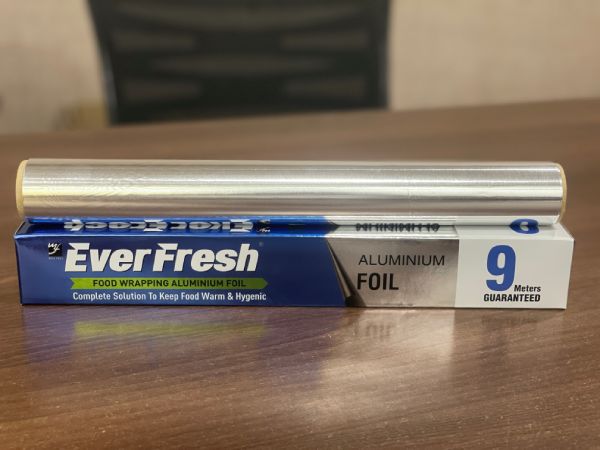 EverFresh
FOOD WRAPPING ALUMINIUM FOIL
Complete Solution To Keep Food Warm & Hygenic
ALUMINIUM
FOIL
9
Meters
GUARANTEED